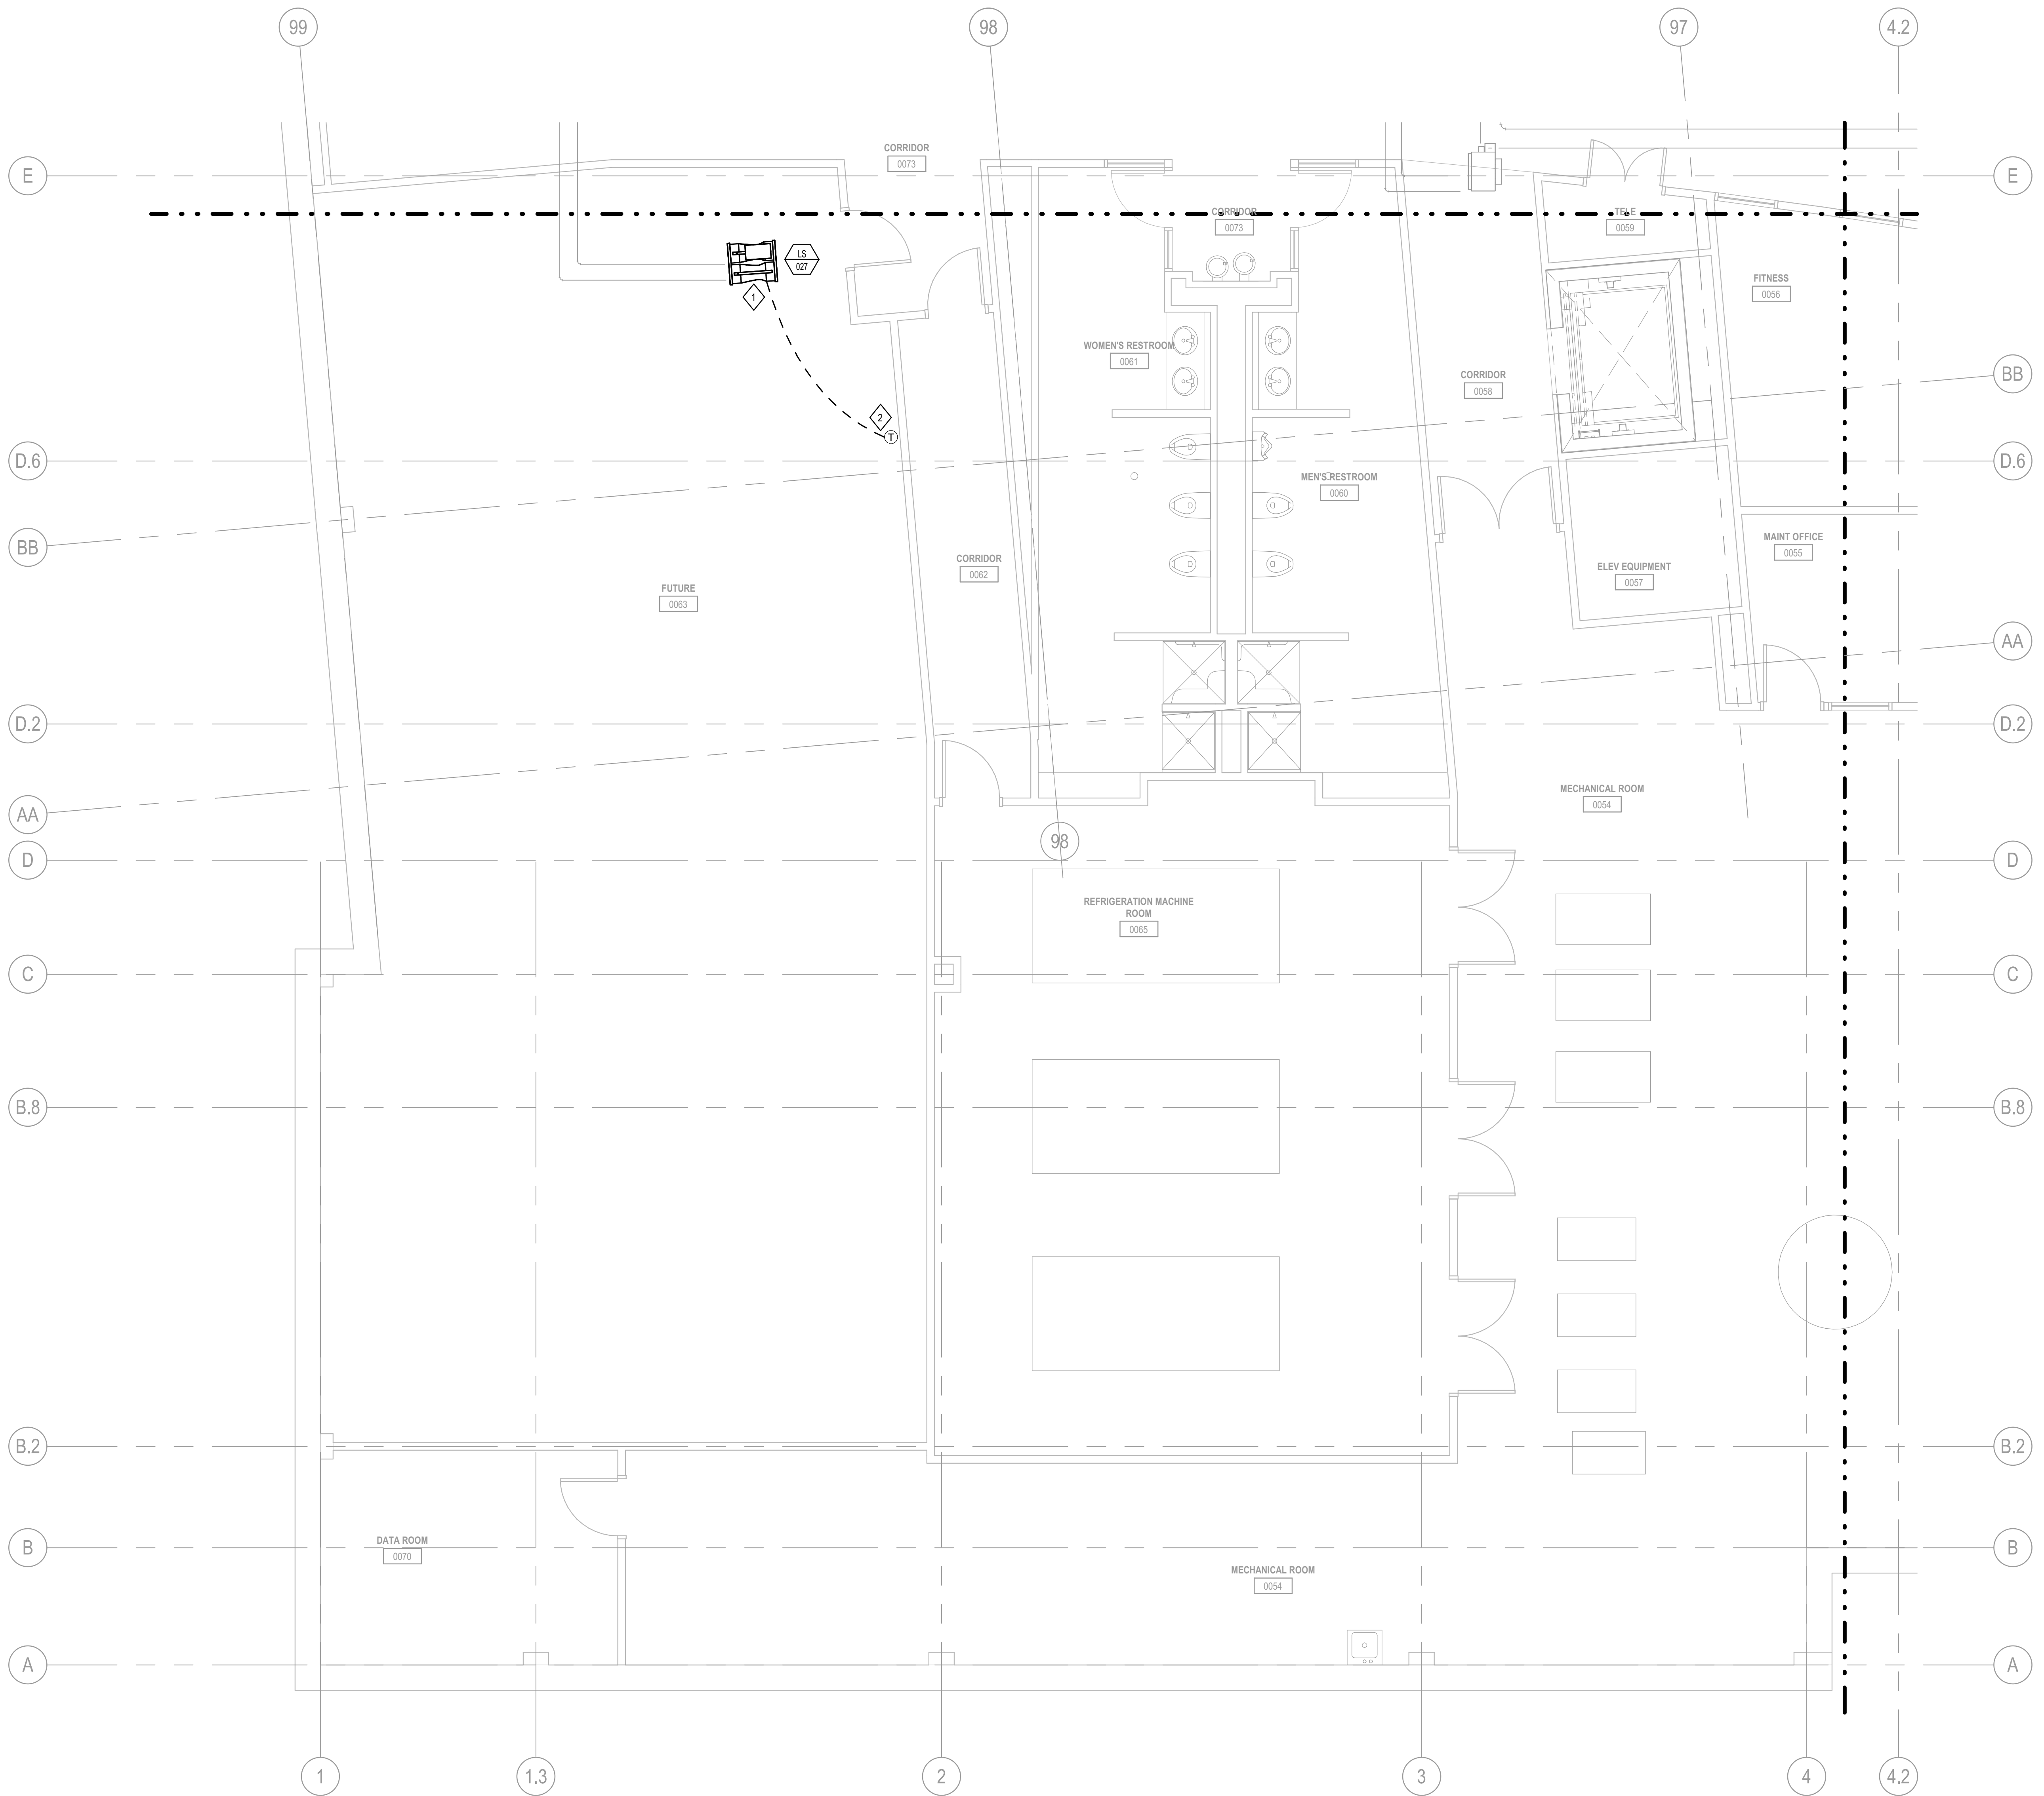 99
98
97
4.2
CORRIDOR
0073
E
E
CORRIDOR
0073
TELE
0059
LS
027
1
FITNESS
0056
WOMEN'S RESTROOM
0061
CORRIDOR
0058
BB
2
T
D.6
D.6
MEN'S RESTROOM
0060
BB
MAINT OFFICE
0055
CORRIDOR
0062
ELEV EQUIPMENT
0057
FUTURE
0063
AA
D.2
D.2
MECHANICAL ROOM
0054
AA
98
D
D
REFRIGERATION MACHINE
ROOM
0065
C
C
B.8
B.8
B.2
B.2
DATA ROOM
0070
B
B
MECHANICAL ROOM
0054
A
A
1
1.3
2
3
4
4.2